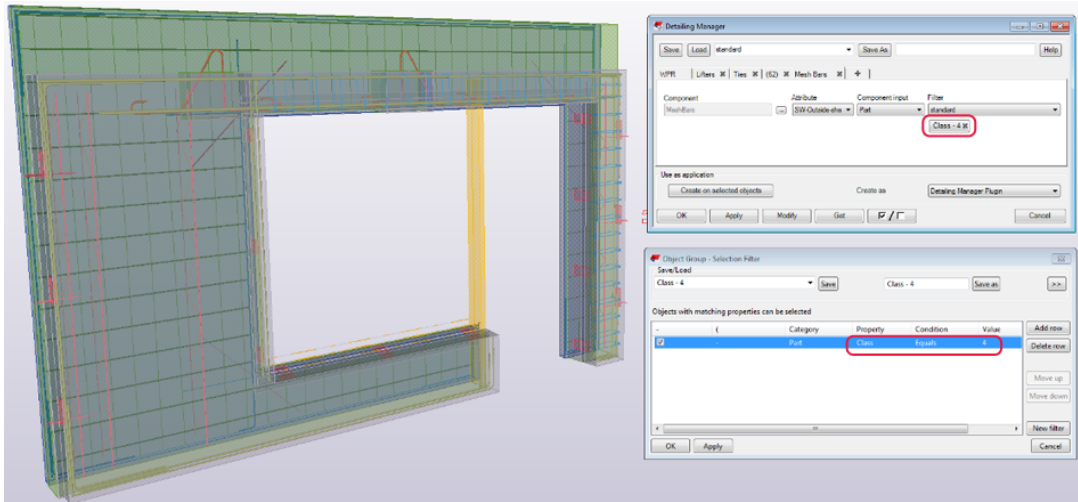 Detailing Manager
Save Load standard Save As Help
WPR Lifters Ties (62) Mesh Bars +
Component Attribute Component input Filter
MeshBars ... SW-Outside-she Part standard
Class - 4
Use as application
Create on selected objects Create as Detailing Manager Plugin
OK Apply Modify Get / Cancel
Object Group - Selection Filter
Save/Load
Class - 4 Save Class - 4 Save as >>
Objects with matching properties can be selected
- ( Category Property Condition Value Add row
- Part Class Equals 4 Delete row
Move up
Move down
New filter
OK Apply Cancel